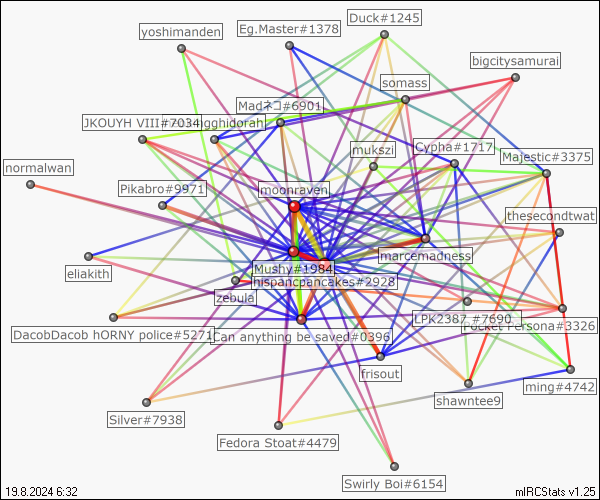 Duck#1245
Eg.Master#1378
yoshimanden
bigcitysamurai
somass
Madネコ#6901
JKOUYH VIII#7034
gghidorah
mukszi
Cypha#1717
Majestic#3375
normalwan
Pikabro#9971
moonraven
thesecondtwat
marcemadness
Mushy#1984
eliakith
hispancpancakes#2928
zebula
LPK2387 #7690
Pocket Persona#3326
DacobDacob hORNY police#5271
Can anything be saved#0396
frisout
ming#4742
shawntee9
Silver#7938
Fedora Stoat#4479
Swirly Boi#6154
19.8.2024 6:32
mIRCStats v1.25